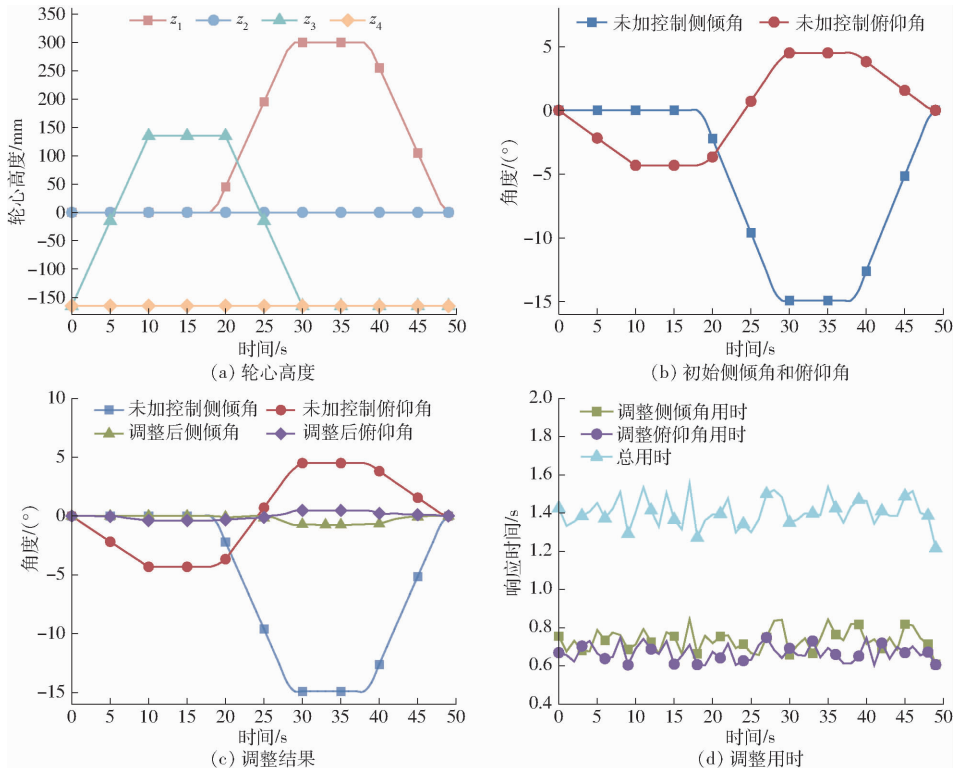 z1 z2 z3 z4
300
250
200
150
100
50
0
−50
−100
−150
轮心高度/mm
0 5 10 15 20 25 30 35 40 45 50
时间/s
(a) 轮心高度
未加控制侧倾角 未加控制俯仰角
5
0
−5
−10
−15
角度/(°)
0 5 10 15 20 25 30 35 40 45 50
时间/s
(b) 初始侧倾角和俯仰角
未加控制侧倾角 未加控制俯仰角
调整后侧倾角 调整后俯仰角
10
5
0
−5
−10
−15
角度/(°)
0 5 10 15 20 25 30 35 40 45 50
时间/s
(c) 调整结果
调整侧倾角用时
调整俯仰角用时
总用时
2.0
1.8
1.6
1.4
1.2
1.0
0.8
0.6
0.4
响应时间/s
0 5 10 15 20 25 30 35 40 45 50
时间/s
(d) 调整用时